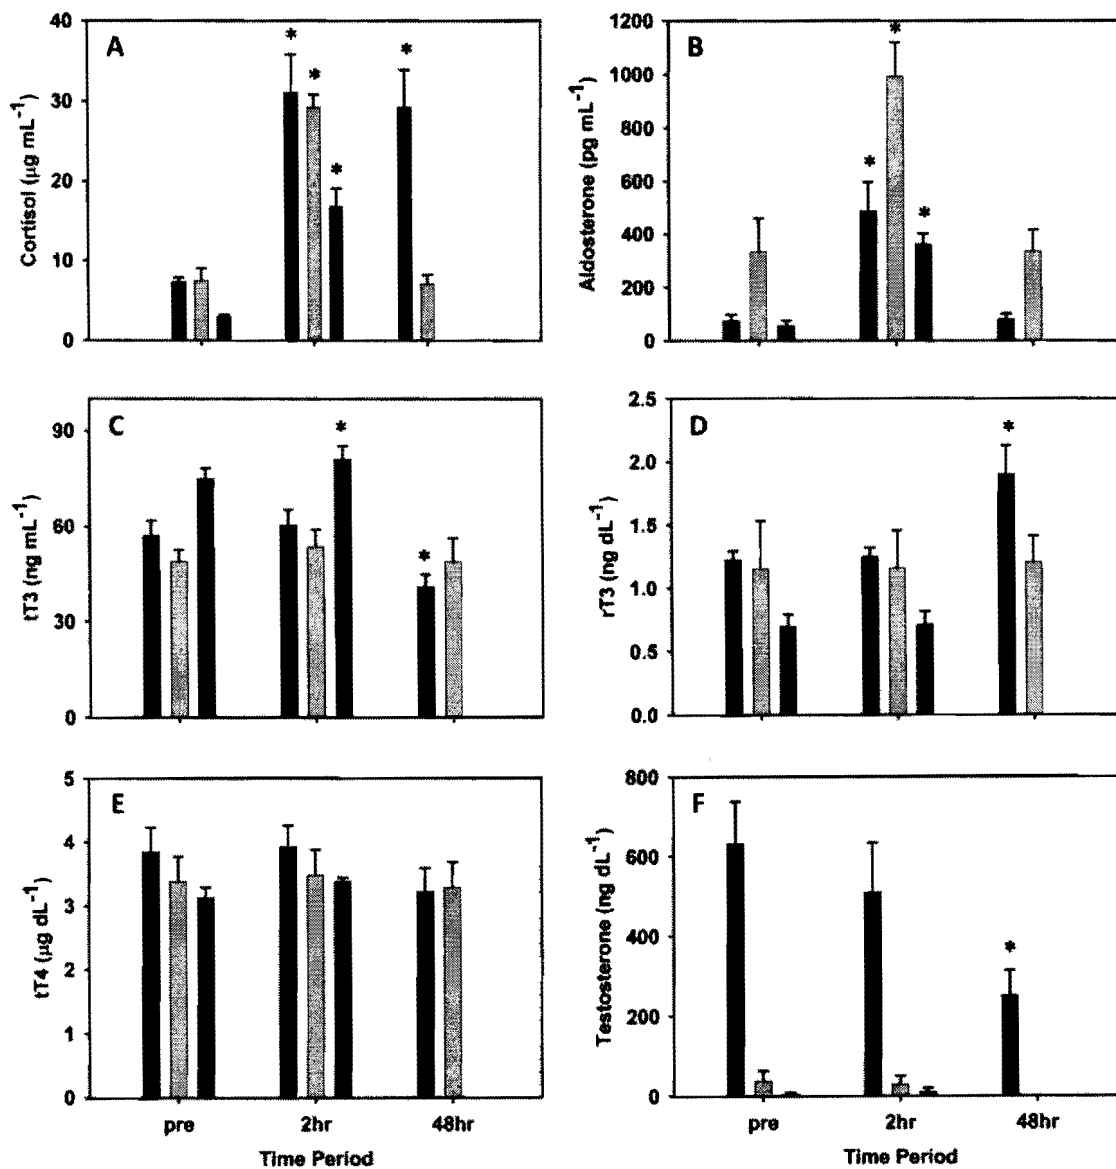 A
Cortisol (µg mL⁻¹)
40
30
20
10
0
* * * *
B
Aldosterone (pg mL⁻¹)
1200
1000
800
600
400
200
0
* * *
C
tT3 (ng mL⁻¹)
90
60
30
0
* *
D
rT3 (ng dL⁻¹)
2.5
2.0
1.5
1.0
0.5
0.0
*
E
tT4 (µg dL⁻¹)
5
4
3
2
1
0
pre 2hr 48hr
Time Period
F
Testosterone (ng dL⁻¹)
800
600
400
200
0
*
pre 2hr 48hr
Time Period